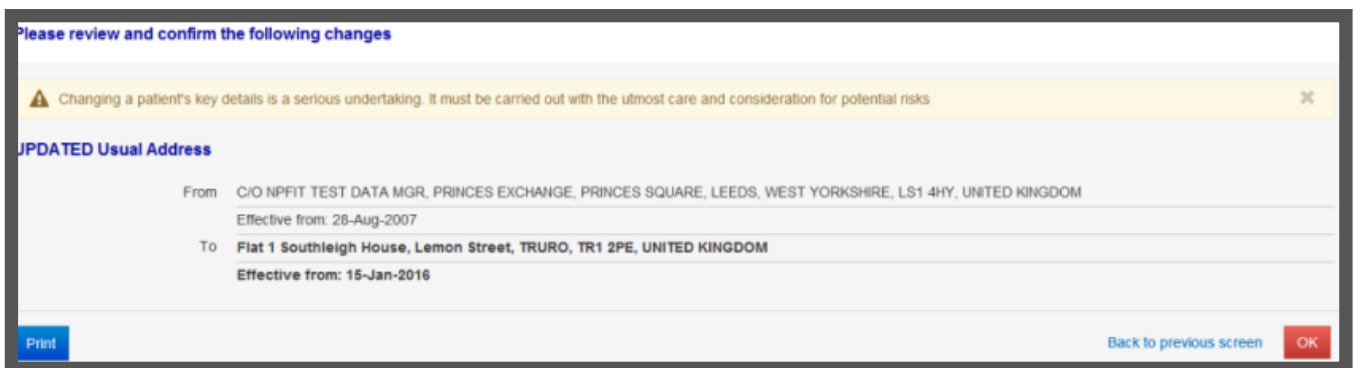 Please review and confirm the following changes
Changing a patient's key details is a serious undertaking. It must be carried out with the utmost care and consideration for potential risks
UPDATED Usual Address
From C/O NPFIT TEST DATA MGR, PRINCES EXCHANGE, PRINCES SQUARE, LEEDS, WEST YORKSHIRE, LS1 4HY, UNITED KINGDOM
Effective from: 28-Aug-2007
To Flat 1 Southleigh House, Lemon Street, TRURO, TR1 2PE, UNITED KINGDOM
Effective from: 15-Jan-2016
Print Back to previous screen OK